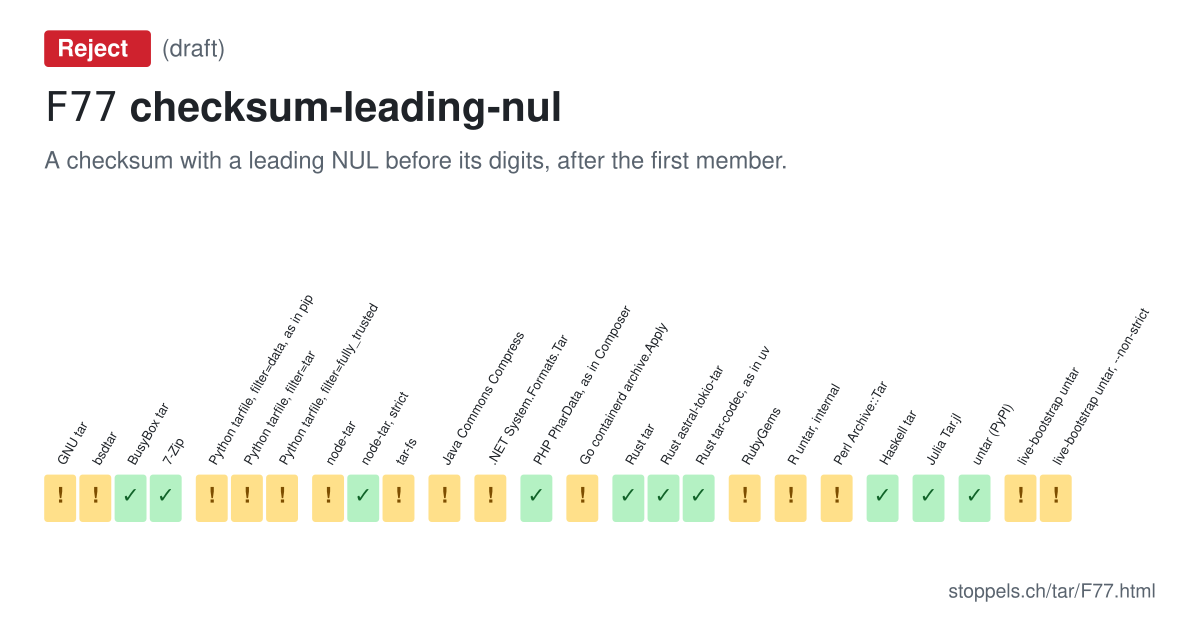 Reject (draft)
F77 checksum-leading-nul
A checksum with a leading NUL before its digits, after the first member.
GNU tar
bsdtar
BusyBox tar
7-Zip
Python tarfile, filter=data, as in pip
Python tarfile, filter=tar
Python tarfile, filter=fully_trusted
node-tar
node-tar, strict
tar-fs
Java Commons Compress
.NET System.Formats.Tar
PHP PharData, as in Composer
Go containerd archive.Apply
Rust tar
Rust astral-tokio-tar
Rust tar-codec, as in uv
RubyGems
R untar, internal
Perl Archive::Tar
Haskell tar
Julia Tar.jl
untar (PyPI)
live-bootstrap untar
live-bootstrap untar, --non-strict
! ! ✓ ✓ ! ! ! ! ✓ ! ! ! ✓ ! ✓ ✓ ✓ ! ! ! ✓ ✓ ✓ ! !
stoppels.ch/tar/F77.html